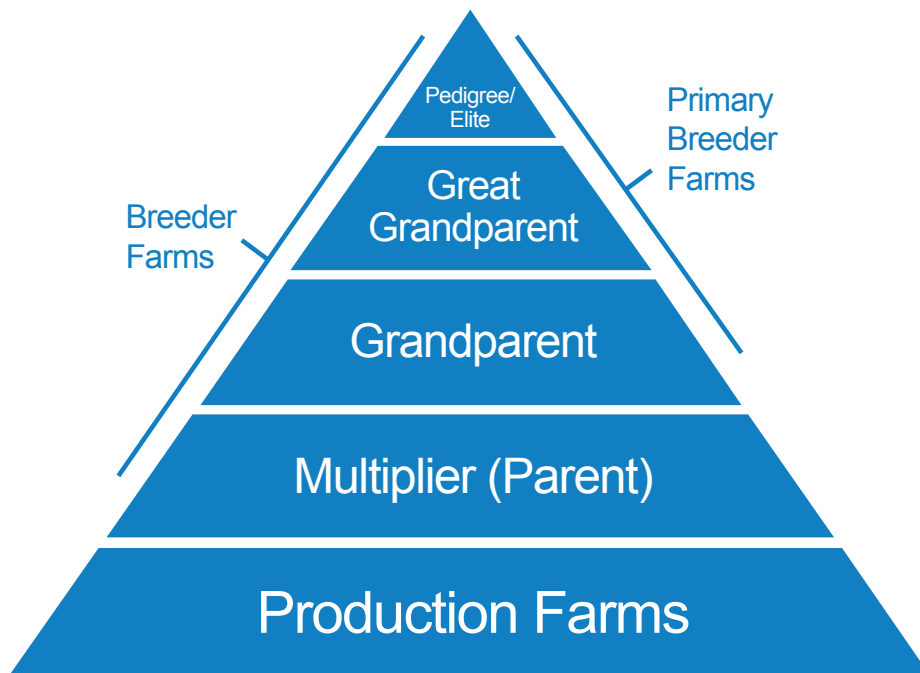 Pedigree/
Elite
Primary
Breeder
Farms
Great
Grandparent
Breeder
Farms
Grandparent
Multiplier (Parent)
Production Farms